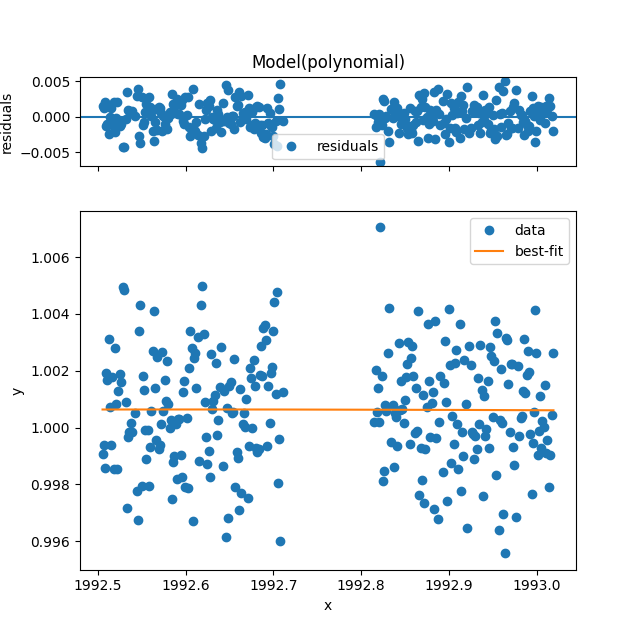 Model(polynomial)
0.005
0.000
−0.005
residuals
residuals
data
best-fit
1.006
1.004
1.002
1.000
0.998
0.996
y
1992.5 1992.6 1992.7 1992.8 1992.9 1993.0
x